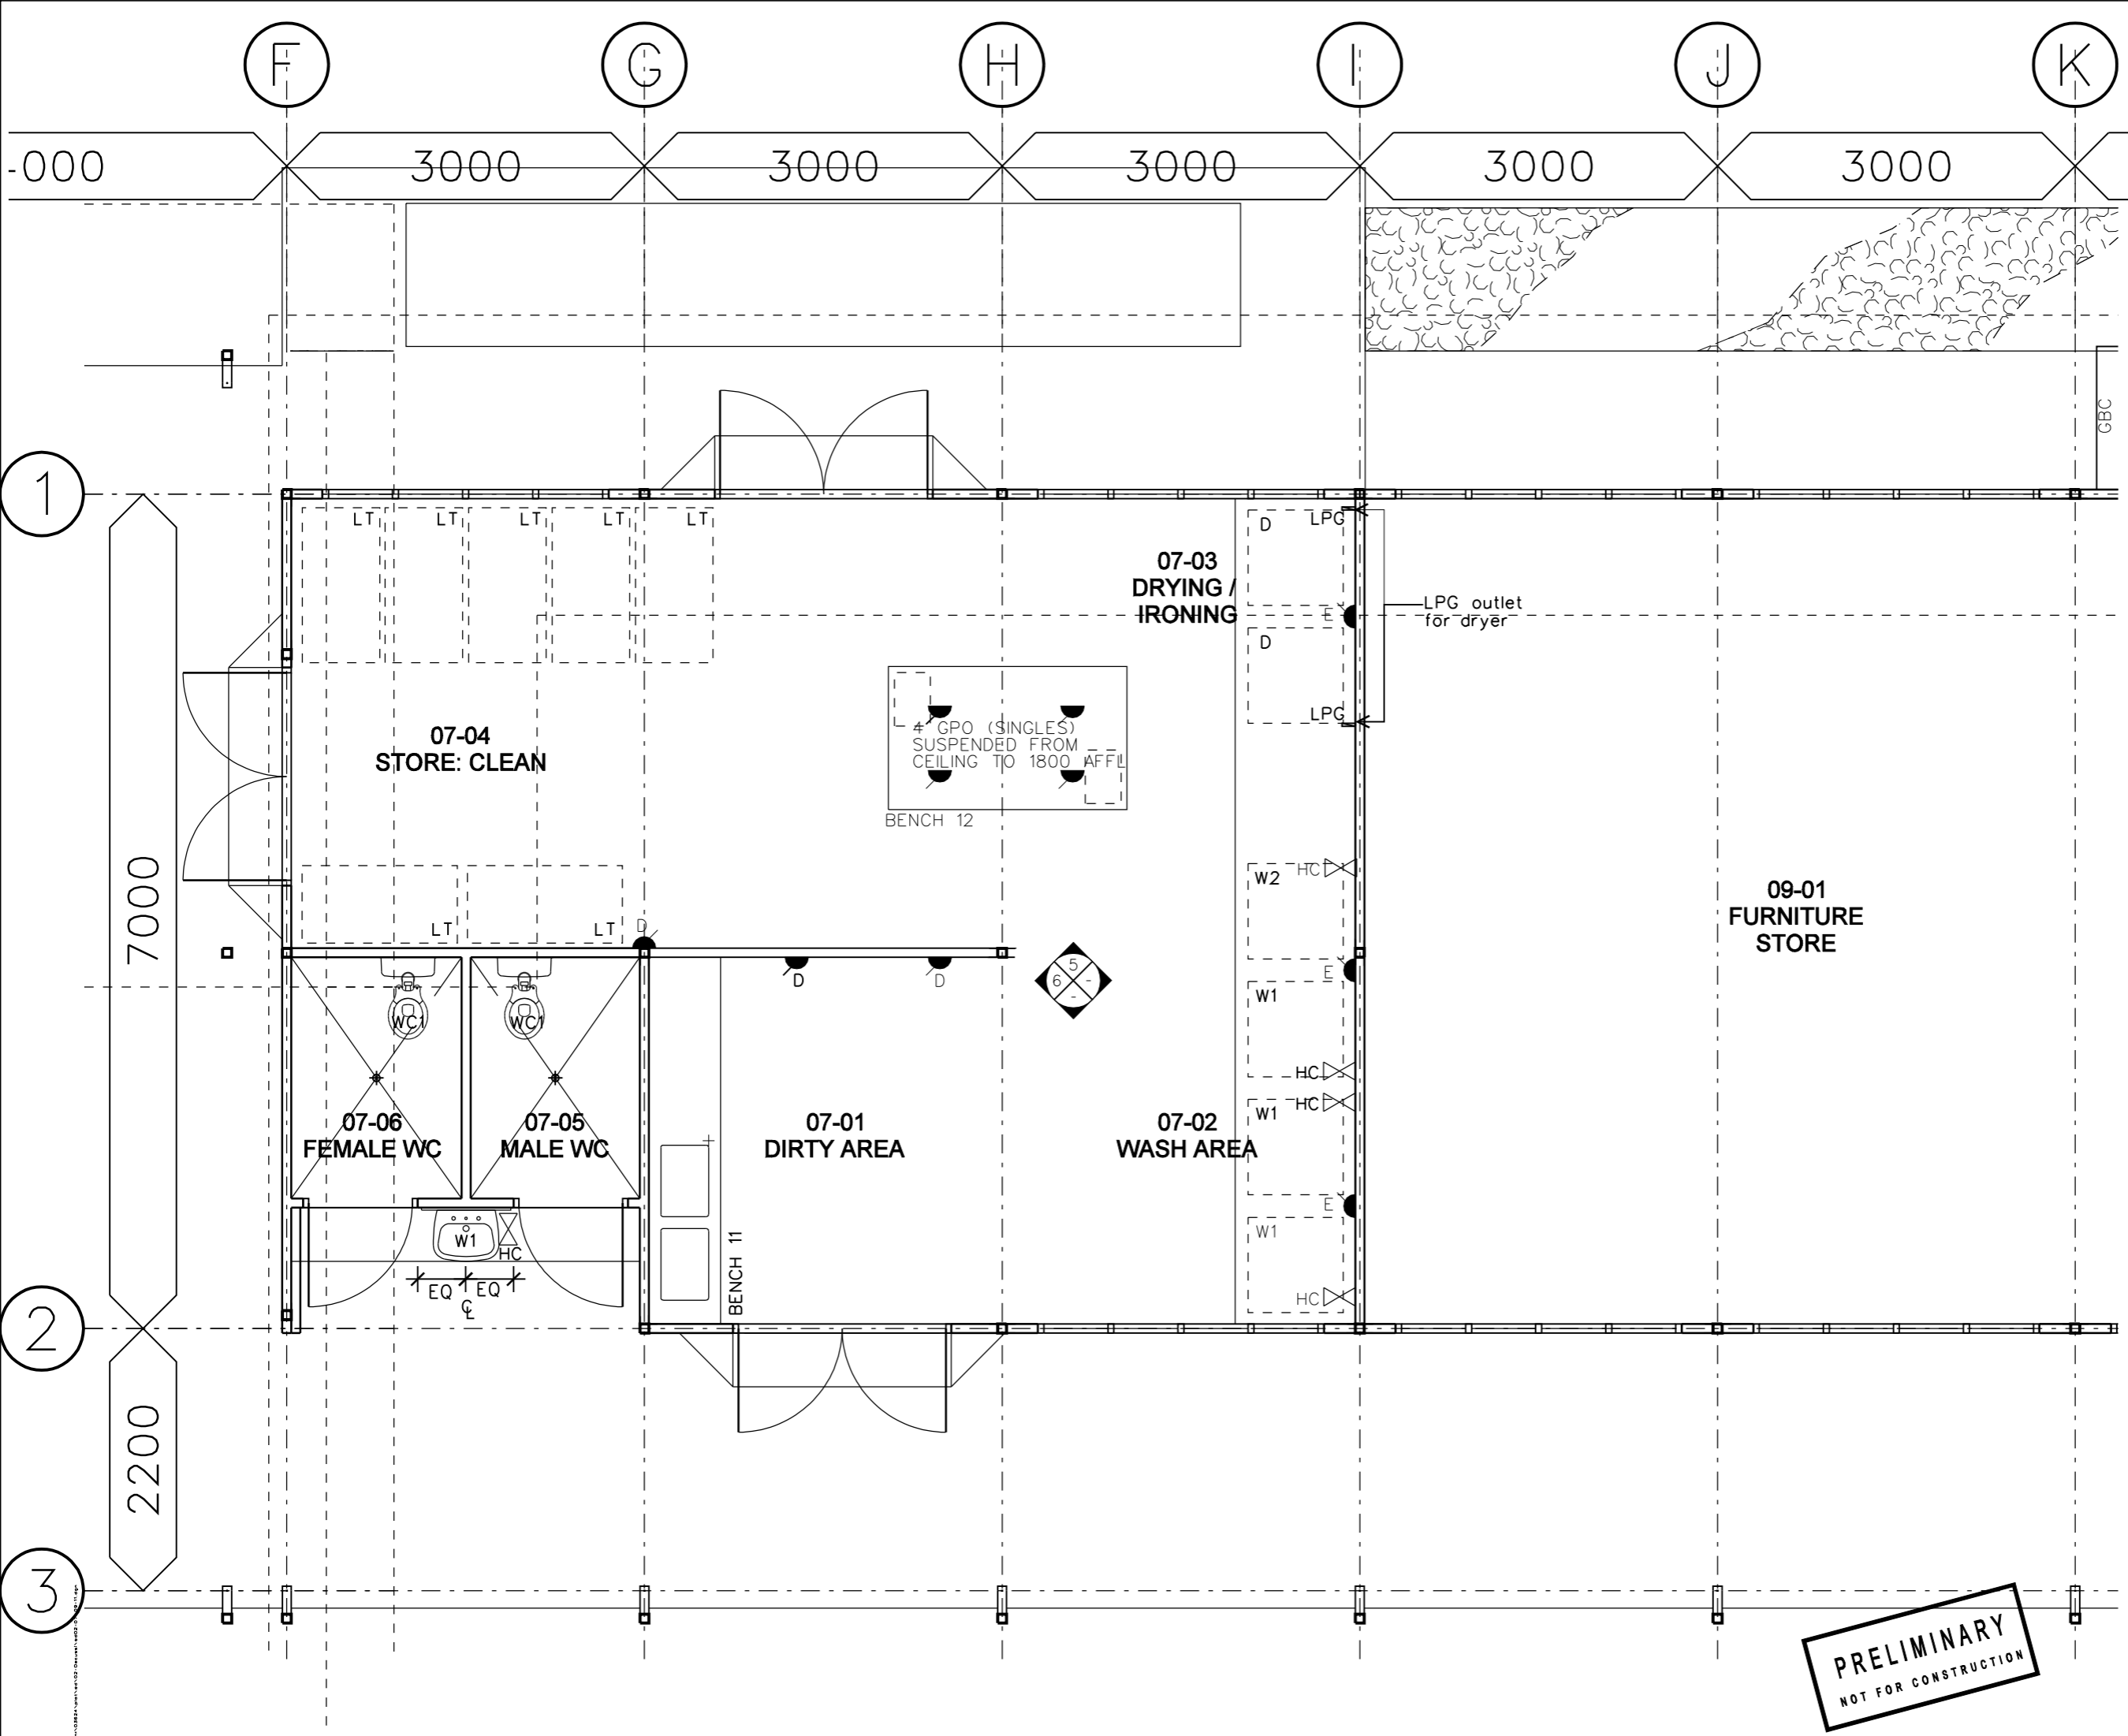 F
G
H
I
J
K
-000
3000
3000
3000
3000
3000
GBC
1
LT
LT
LT
LT
LT
D
LPG
07-03
DRYING /
IRONING
E
LPG outlet
for dryer
D
LPG
07-04
STORE: CLEAN
4 GPO (SINGLES)
SUSPENDED FROM
CEILING TO 1800 AFFL
BENCH 12
7000
W2
HC
09-01
FURNITURE
STORE
LT
LT
D
D
D
5
6
-
-
E
W1
WC1
WC1
HC
HC
W1
07-06
FEMALE WC
07-05
MALE WC
07-01
DIRTY AREA
07-02
WASH AREA
E
W1
W1
HC
BENCH 11
EQ
EQ
CL
HC
2
2200
3
PRELIMINARY
NOT FOR CONSTRUCTION